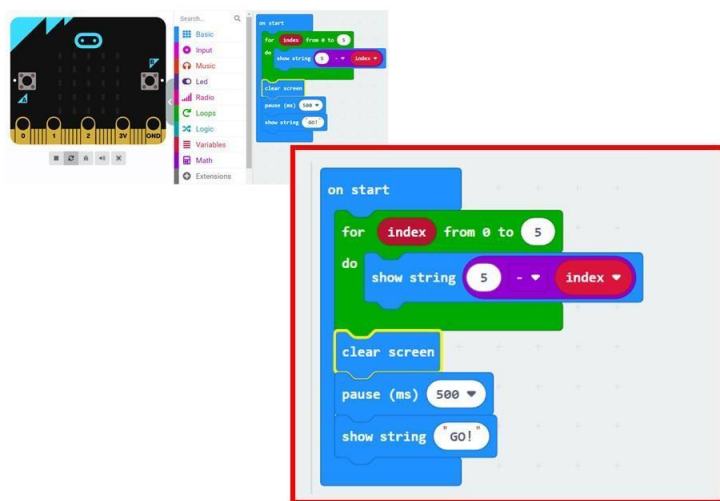 Search...
Basic
Input
Music
Led
Radio
Loops
Logic
Variables
Math
Extensions
A
B
0 1 2 3V GND
on start
for index from 0 to 5
do
show string 5 - index
clear screen
pause (ms) 500
show string "GO!"
on start
for index from 0 to 5
do
show string 5 - index
clear screen
pause (ms) 500
show string "GO!"